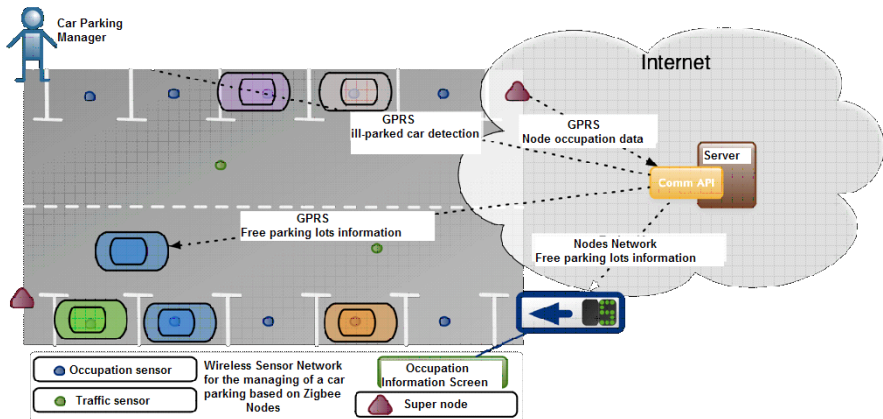 Car Parking
Manager
Internet
GPRS
ill-parked car detection
GPRS
Node occupation data
Server
Comm API
GPRS
Free parking lots information
Nodes Network
Free parking lots information
Occupation sensor
Traffic sensor
Wireless Sensor Network
for the managing of a car
parking based on Zigbee
Nodes
Occupation
Information Screen
Super node